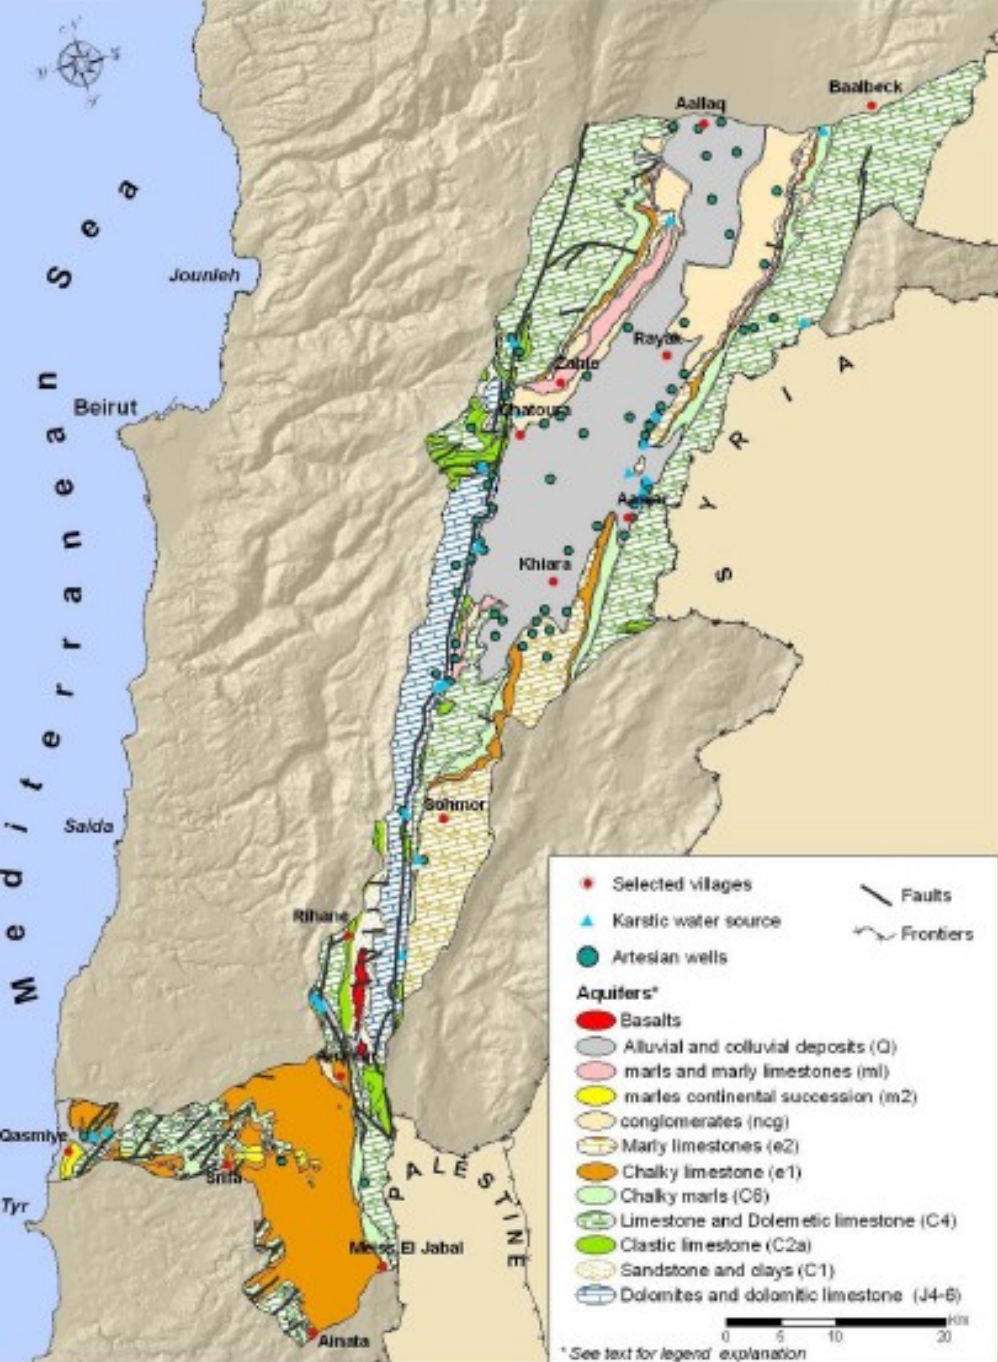 Baalbeck
Aallaq
Jounieh
Mediterranean Sea
Rayak
Zahle
SYRIA
Beirut
Chatoura
Khiara
Sohmor
Saida
Rihane
Qasmiye
Srifa
Tyr
PALESTINE
Meiss El Jabal
Ainata
Selected villages
Faults
Karstic water source
Frontiers
Artesian wells
Aquifers*
Basalts
Alluvial and colluvial deposits (Q)
marls and marly limestones (ml)
marles continental succession (m2)
conglomerates (ncg)
Marly limestones (e2)
Chalky limestone (e1)
Chalky marls (C6)
Limestone and Dolemetic limestone (C4)
Clastic limestone (C2a)
Sandstone and clays (C1)
Dolomites and dolomitic limestone (J4-6)
Km
0 5 10 20
* See text for legend explanation